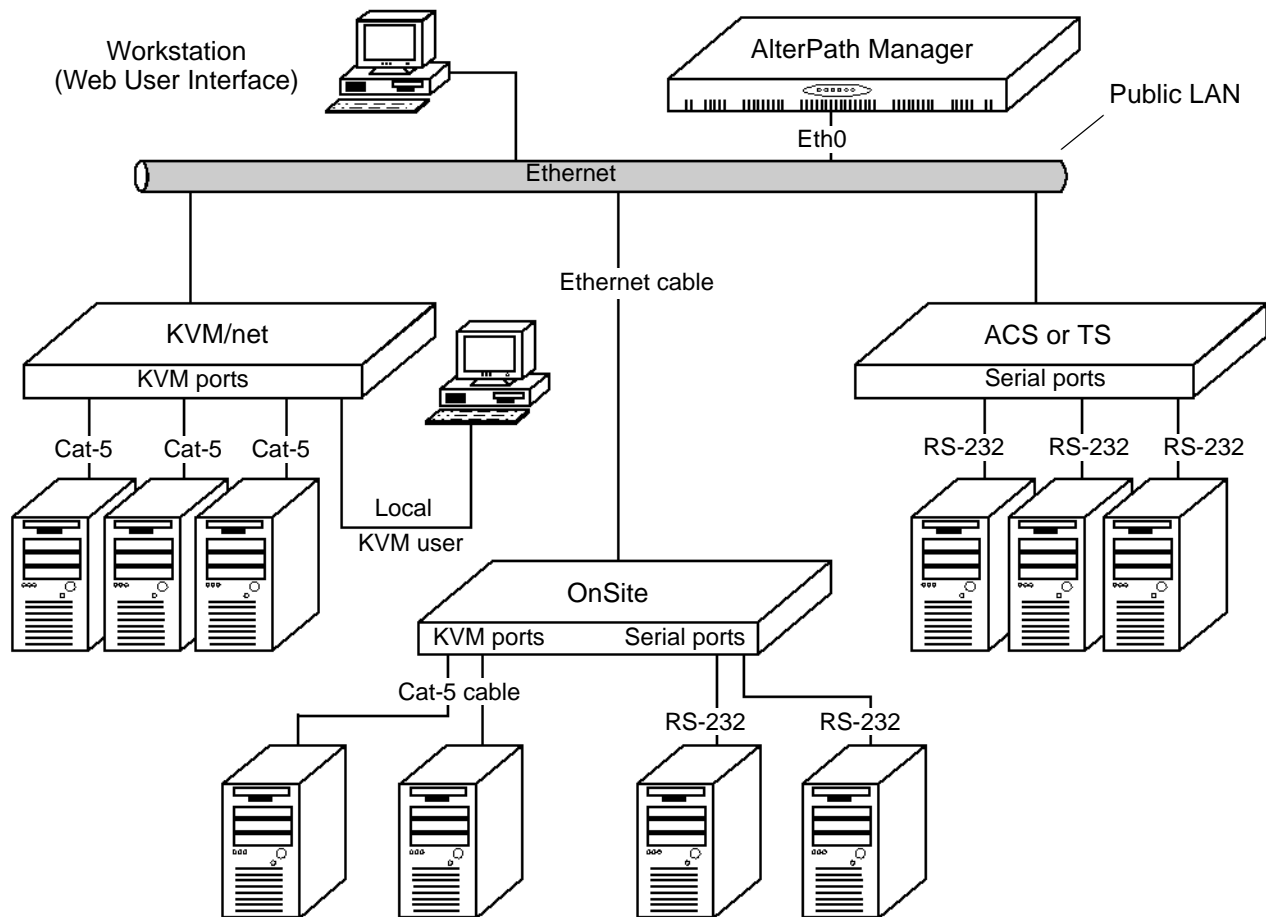 Workstation
(Web User Interface)
AlterPath Manager
Public LAN
Eth0
Ethernet
Ethernet cable
KVM/net
KVM ports
ACS or TS
Serial ports
Cat-5
Cat-5
Cat-5
RS-232
RS-232
RS-232
Local
KVM user
OnSite
KVM ports
Serial ports
Cat-5 cable
RS-232
RS-232